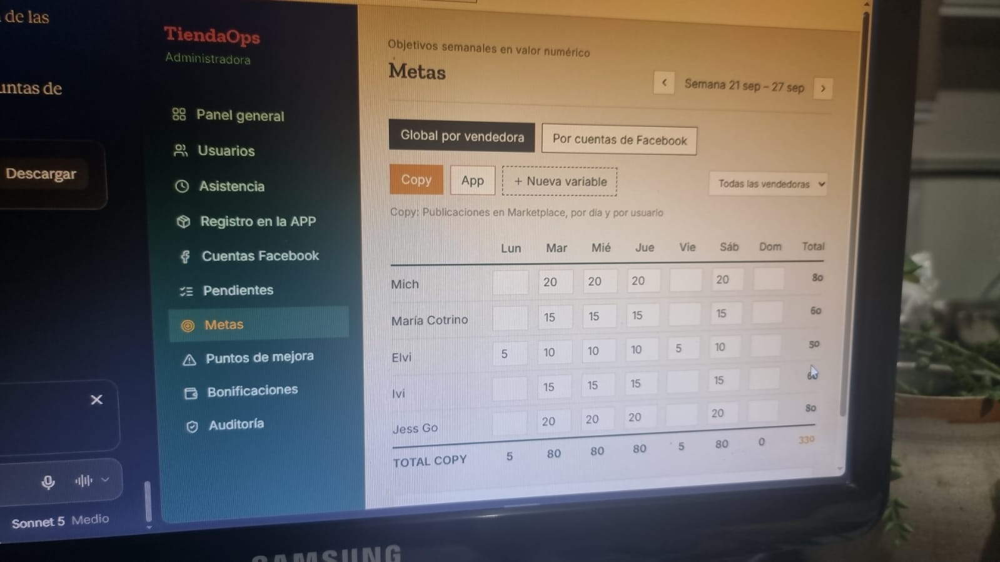 de las
untas de
Descargar
Sonnet 5 Medio
TiendaOps
Administradora
Panel general
Usuarios
Asistencia
Registro en la APP
Cuentas Facebook
Pendientes
Metas
Puntos de mejora
Bonificaciones
Auditoría
Objetivos semanales en valor numérico
Metas
Semana 21 sep – 27 sep
Global por vendedora Por cuentas de Facebook
Copy App + Nueva variable Todas las vendedoras
Copy: Publicaciones en Marketplace, por día y por usuario
Lun Mar Mié Jue Vie Sáb Dom Total
Mich 20 20 20 20 80
María Cotrino 15 15 15 15 60
Elvi 5 10 10 10 5 10 50
Ivi 15 15 15 15
Jess Go 20 20 20 20 80
TOTAL COPY 5 80 80 80 5 80 0 330
SAMSUNG